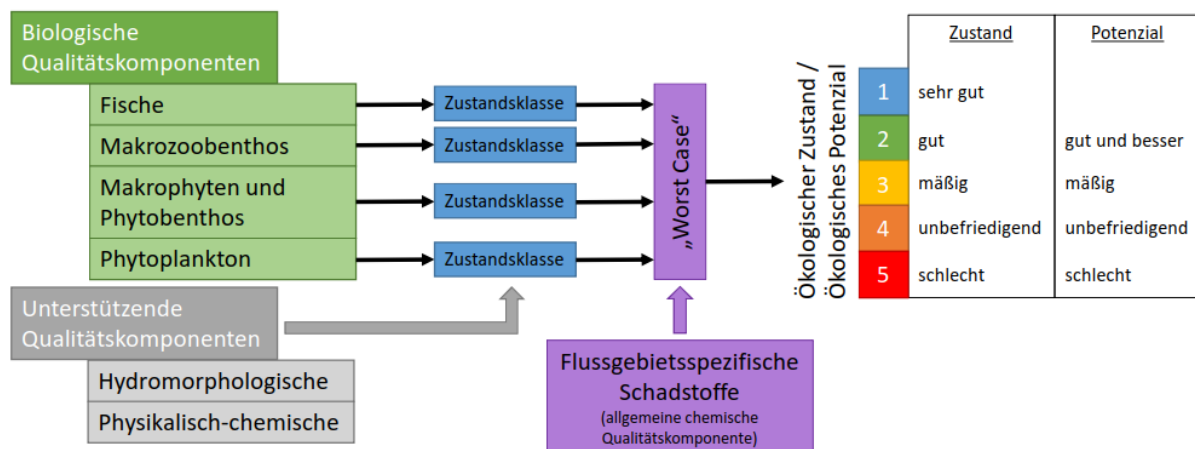 Biologische
Qualitätskomponenten
Fische
Makrozoobenthos
Makrophyten und
Phytobenthos
Phytoplankton
Unterstützende
Qualitätskomponenten
Hydromorphologische
Physikalisch-chemische
Zustandsklasse
Zustandsklasse
Zustandsklasse
Zustandsklasse
„Worst Case“
Flussgebietsspezifische
Schadstoffe
(allgemeine chemische
Qualitätskomponente)
Ökologischer Zustand /
Ökologisches Potenzial
Zustand Potenzial
1 sehr gut
2 gut gut und besser
3 mäßig mäßig
4 unbefriedigend unbefriedigend
5 schlecht schlecht